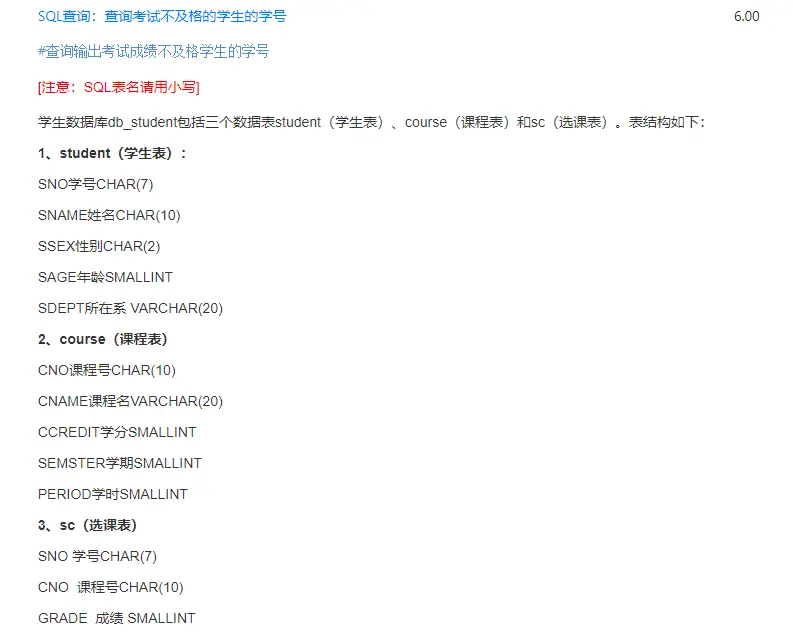 SQL查询：查询考试不及格的学生的学号 6.00
#查询输出考试成绩不及格学生的学号
[注意：SQL表名请用小写]
学生数据库db_student包括三个数据表student（学生表）、course（课程表）和sc（选课表）。表结构如下：
1、student（学生表）：
SNO学号CHAR(7)
SNAME姓名CHAR(10)
SSEX性别CHAR(2)
SAGE年龄SMALLINT
SDEPT所在系 VARCHAR(20)
2、course（课程表）
CNO课程号CHAR(10)
CNAME课程名VARCHAR(20)
CCREDIT学分SMALLINT
SEMSTER学期SMALLINT
PERIOD学时SMALLINT
3、sc（选课表）
SNO 学号CHAR(7)
CNO 课程号CHAR(10)
GRADE 成绩 SMALLINT